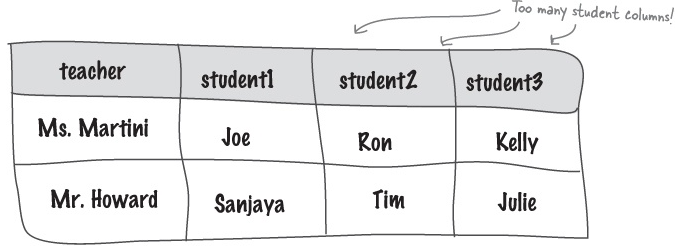 Too many student columns!
teacher student1 student2 student3
Ms. Martini Joe Ron Kelly
Mr. Howard Sanjaya Tim Julie